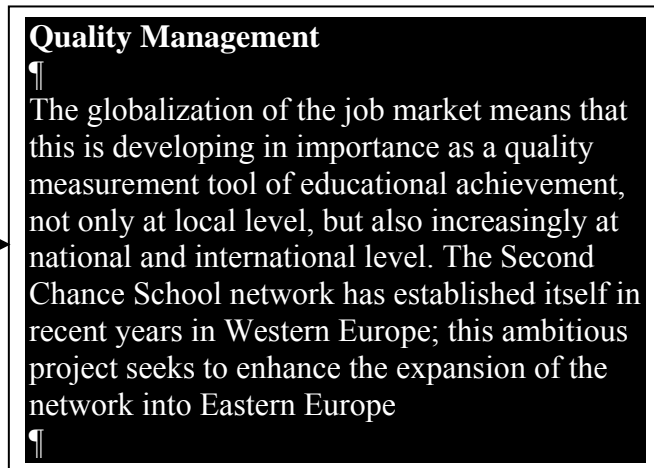 Quality Management
¶
The globalization of the job market means that
this is developing in importance as a quality
measurement tool of educational achievement,
not only at local level, but also increasingly at
national and international level. The Second
Chance School network has established itself in
recent years in Western Europe; this ambitious
project seeks to enhance the expansion of the
network into Eastern Europe
¶